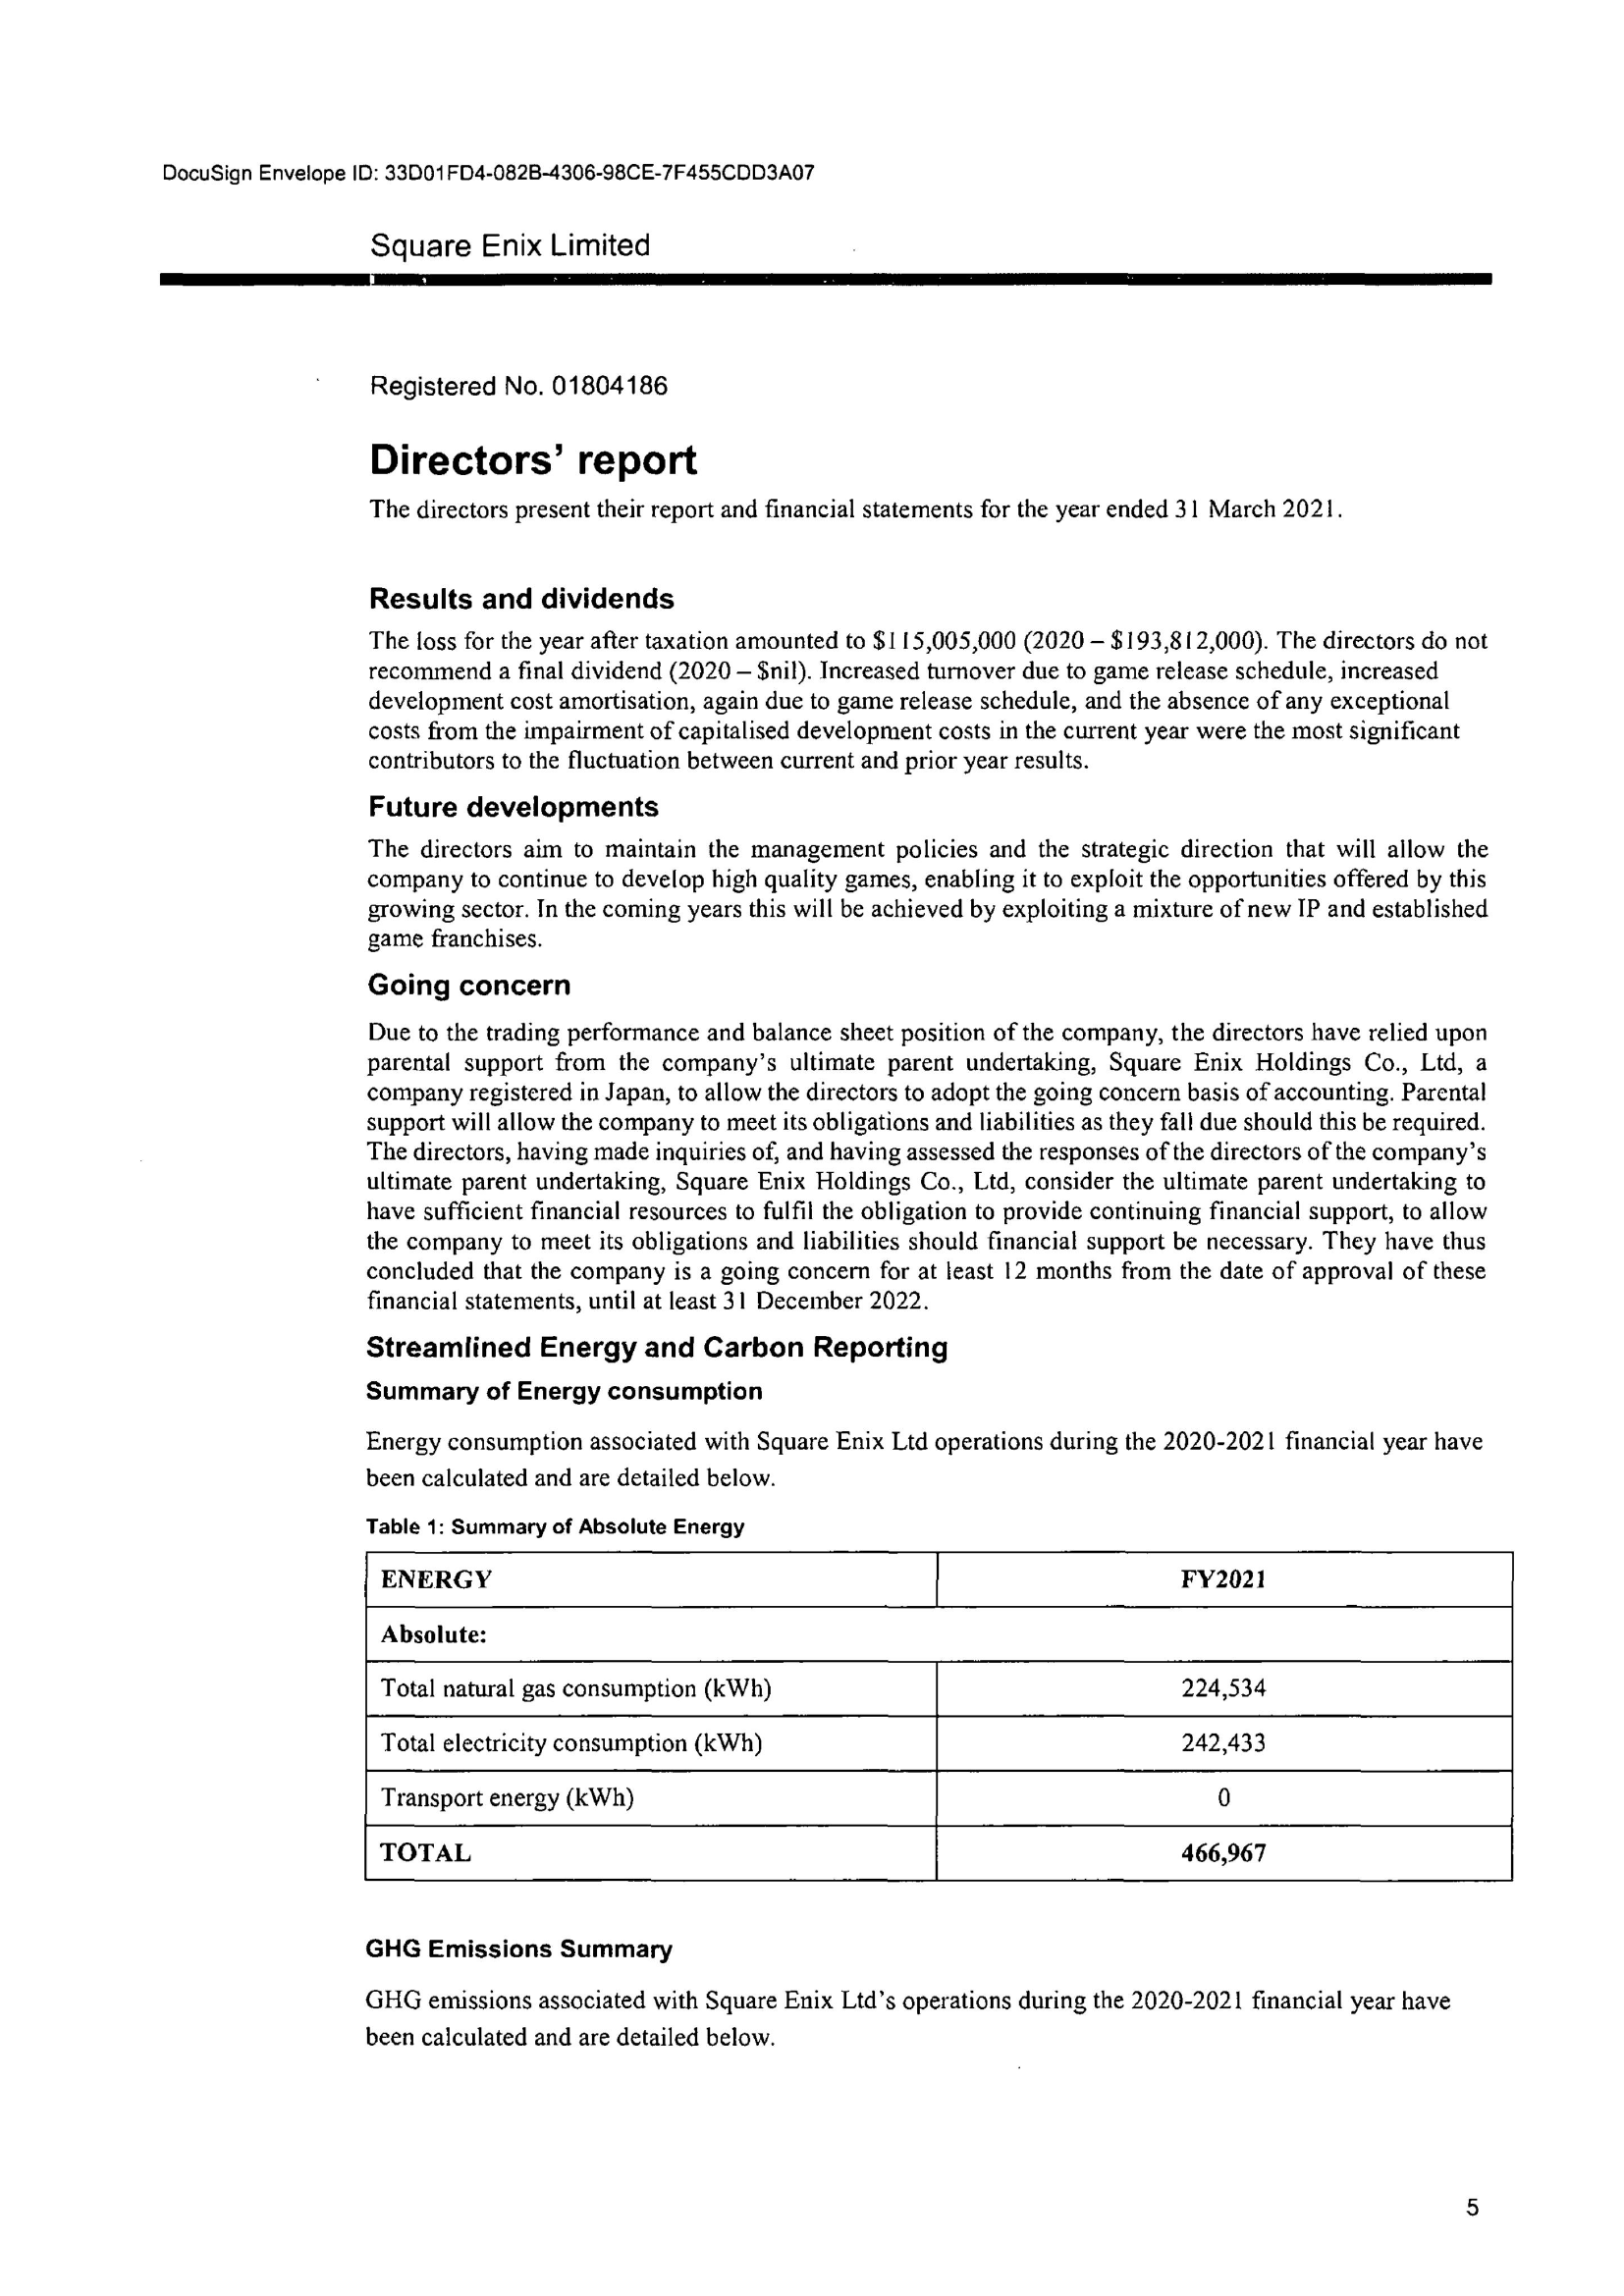 DocuSign Envelope ID: 33D01FD4-082B-4306-98CE-7F455CDD3A07
Square Enix Limited
Registered No. 01804186
Directors' report
The directors present their report and financial statements for the year ended 31 March 2021.
Results and dividends
The loss for the year after taxation amounted to $115,005,000 (2020 – $193,812,000). The directors do not
recommend a final dividend (2020 – $nil). Increased turnover due to game release schedule, increased
development cost amortisation, again due to game release schedule, and the absence of any exceptional
costs from the impairment of capitalised development costs in the current year were the most significant
contributors to the fluctuation between current and prior year results.
Future developments
The directors aim to maintain the management policies and the strategic direction that will allow the
company to continue to develop high quality games, enabling it to exploit the opportunities offered by this
growing sector. In the coming years this will be achieved by exploiting a mixture of new IP and established
game franchises.
Going concern
Due to the trading performance and balance sheet position of the company, the directors have relied upon
parental support from the company's ultimate parent undertaking, Square Enix Holdings Co., Ltd, a
company registered in Japan, to allow the directors to adopt the going concern basis of accounting. Parental
support will allow the company to meet its obligations and liabilities as they fall due should this be required.
The directors, having made inquiries of, and having assessed the responses of the directors of the company's
ultimate parent undertaking, Square Enix Holdings Co., Ltd, consider the ultimate parent undertaking to
have sufficient financial resources to fulfil the obligation to provide continuing financial support, to allow
the company to meet its obligations and liabilities should financial support be necessary. They have thus
concluded that the company is a going concern for at least 12 months from the date of approval of these
financial statements, until at least 31 December 2022.
Streamlined Energy and Carbon Reporting
Summary of Energy consumption
Energy consumption associated with Square Enix Ltd operations during the 2020-2021 financial year have
been calculated and are detailed below.
Table 1: Summary of Absolute Energy
ENERGY FY2021
Absolute:
Total natural gas consumption (kWh) 224,534
Total electricity consumption (kWh) 242,433
Transport energy (kWh) 0
TOTAL 466,967
GHG Emissions Summary
GHG emissions associated with Square Enix Ltd's operations during the 2020-2021 financial year have
been calculated and are detailed below.
5